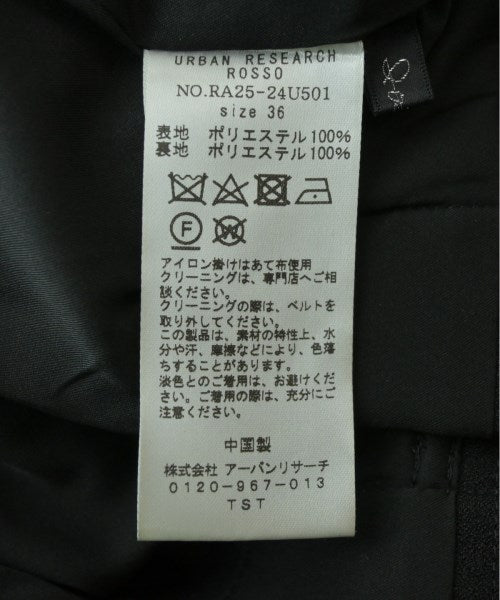 URBAN RESEARCH
ROSSO
NO.RA25-24U501
size 36
表地 ポリエステル100%
裏地 ポリエステル100%
F W
アイロン掛けはあて布使用
クリーニングは、専門店へご相
談ください。
クリーニングの際は、ベルトを
取り外してください。
この製品は、素材の特性上、水
分や汗、摩擦などにより、色落
ちすることがあります。
淡色とのご着用は、お避けくだ
さい。ご着用の際は、充分にご
注意ください。
中国製
株式会社 アーバンリサーチ
0120-967-013
TST